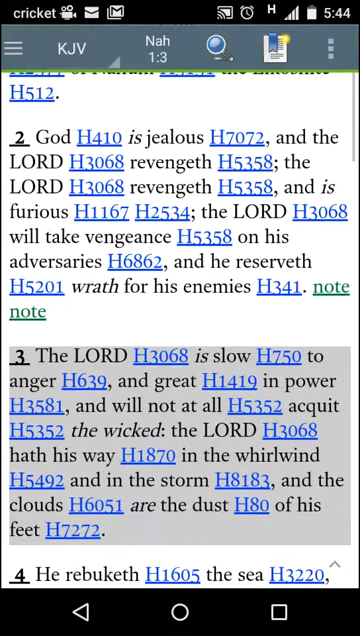 cricket H 5:44
KJV Nah
1:3
H512.
2 God H410 is jealous H7072, and the
LORD H3068 revengeth H5358; the
LORD H3068 revengeth H5358, and is
furious H1167 H2534; the LORD H3068
will take vengeance H5358 on his
adversaries H6862, and he reserveth
H5201 wrath for his enemies H341. note
note
3 The LORD H3068 is slow H750 to
anger H639, and great H1419 in power
H3581, and will not at all H5352 acquit
H5352 the wicked: the LORD H3068
hath his way H1870 in the whirlwind
H5492 and in the storm H8183, and the
clouds H6051 are the dust H80 of his
feet H7272.
4 He rebuketh H1605 the sea H3220,